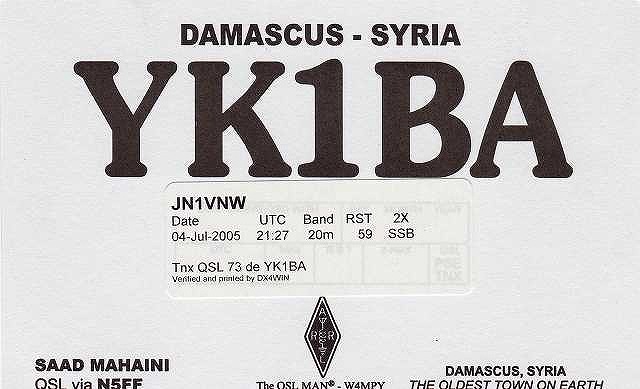 DAMASCUS - SYRIA
YK1BA
JN1VNW
Date UTC Band RST 2X
04-Jul-2005 21:27 20m 59 SSB
Tnx QSL 73 de YK1BA
Verified and printed by DX4WIN
A
R R
L
SAAD MAHAINI
QSL via N5FF
The QSL MAN® - W4MPY
DAMASCUS, SYRIA
THE OLDEST TOWN ON EARTH